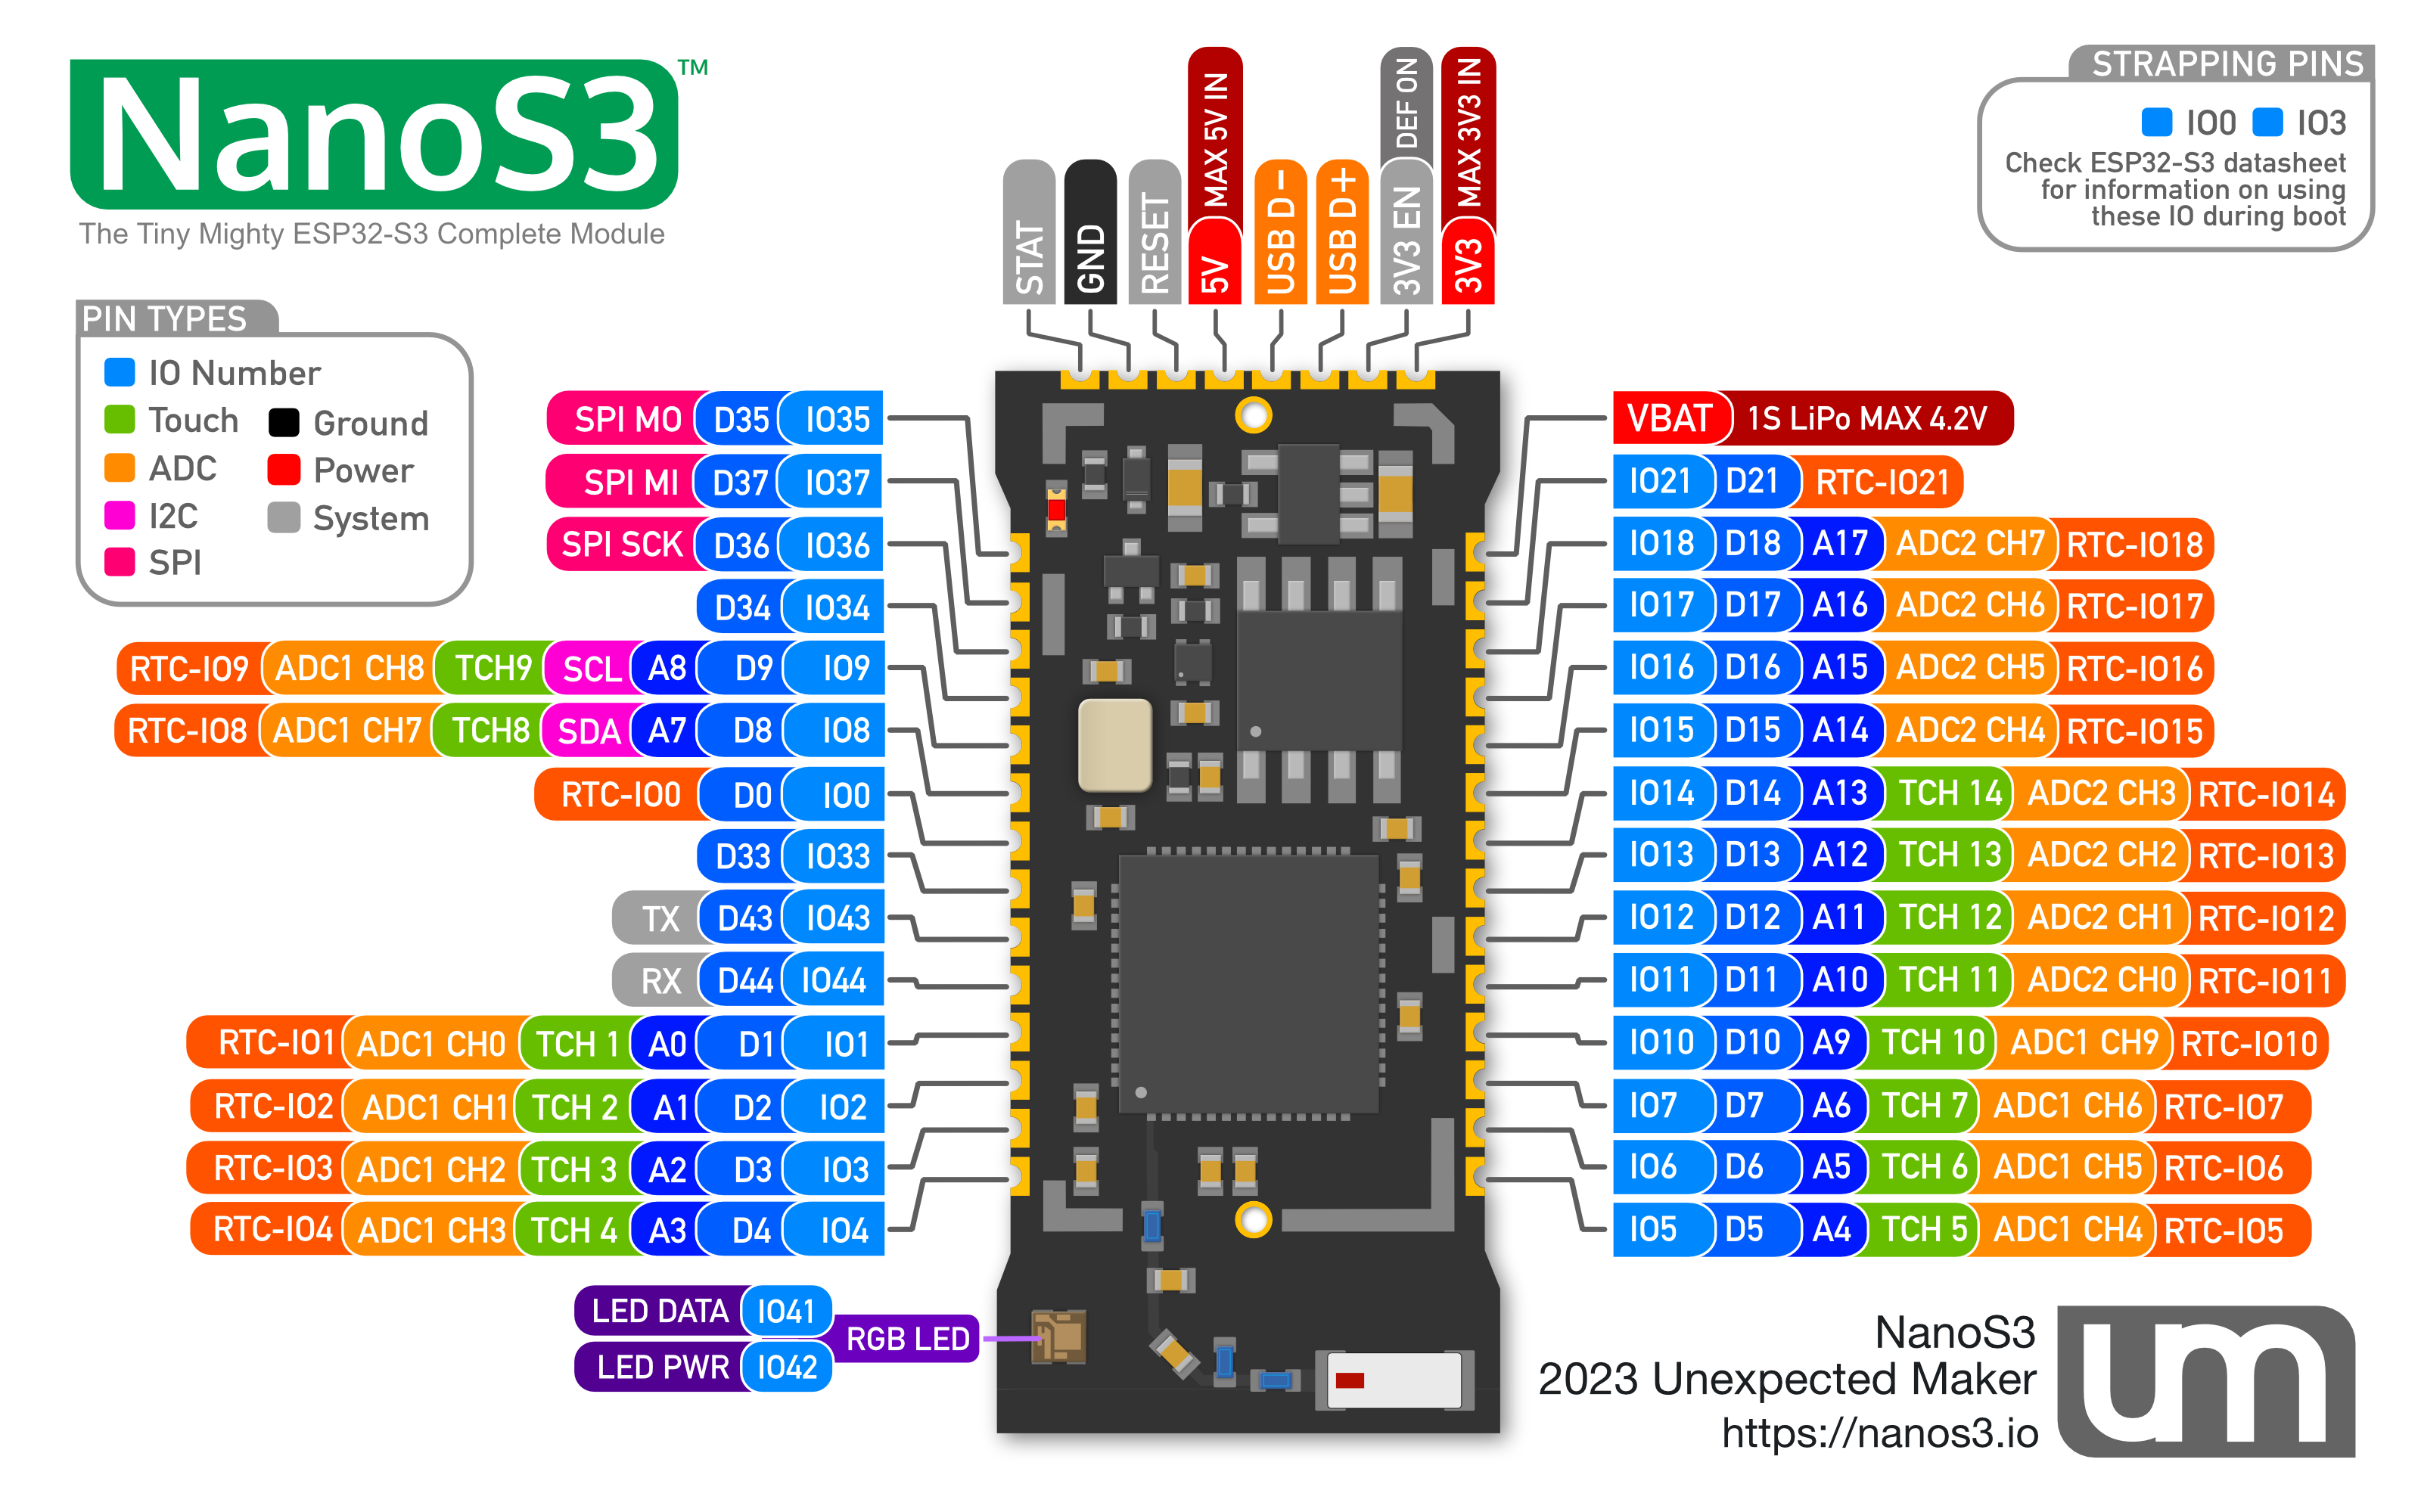 NanoS3™
The Tiny Mighty ESP32-S3 Complete Module
PIN TYPES
IO Number
Touch
ADC
I2C
SPI
Ground
Power
System
STAT
GND
RESET
5V MAX 5V IN
USB D-
USB D+
3V3 EN DEF ON
3V3 MAX 3V3 IN
STRAPPING PINS
IO0 IO3
Check ESP32-S3 datasheet
for information on using
these IO during boot
SPI MO D35 IO35
SPI MI D37 IO37
SPI SCK D36 IO36
D34 IO34
RTC-IO9 ADC1 CH8 TCH9 SCL A8 D9 IO9
RTC-IO8 ADC1 CH7 TCH8 SDA A7 D8 IO8
RTC-IO0 D0 IO0
D33 IO33
TX D43 IO43
RX D44 IO44
RTC-IO1 ADC1 CH0 TCH 1 A0 D1 IO1
RTC-IO2 ADC1 CH1 TCH 2 A1 D2 IO2
RTC-IO3 ADC1 CH2 TCH 3 A2 D3 IO3
RTC-IO4 ADC1 CH3 TCH 4 A3 D4 IO4
LED DATA IO41
LED PWR IO42
RGB LED
VBAT 1S LiPo MAX 4.2V
IO21 D21 RTC-IO21
IO18 D18 A17 ADC2 CH7 RTC-IO18
IO17 D17 A16 ADC2 CH6 RTC-IO17
IO16 D16 A15 ADC2 CH5 RTC-IO16
IO15 D15 A14 ADC2 CH4 RTC-IO15
IO14 D14 A13 TCH 14 ADC2 CH3 RTC-IO14
IO13 D13 A12 TCH 13 ADC2 CH2 RTC-IO13
IO12 D12 A11 TCH 12 ADC2 CH1 RTC-IO12
IO11 D11 A10 TCH 11 ADC2 CH0 RTC-IO11
IO10 D10 A9 TCH 10 ADC1 CH9 RTC-IO10
IO7 D7 A6 TCH 7 ADC1 CH6 RTC-IO7
IO6 D6 A5 TCH 6 ADC1 CH5 RTC-IO6
IO5 D5 A4 TCH 5 ADC1 CH4 RTC-IO5
NanoS3
2023 Unexpected Maker
https://nanos3.io
um